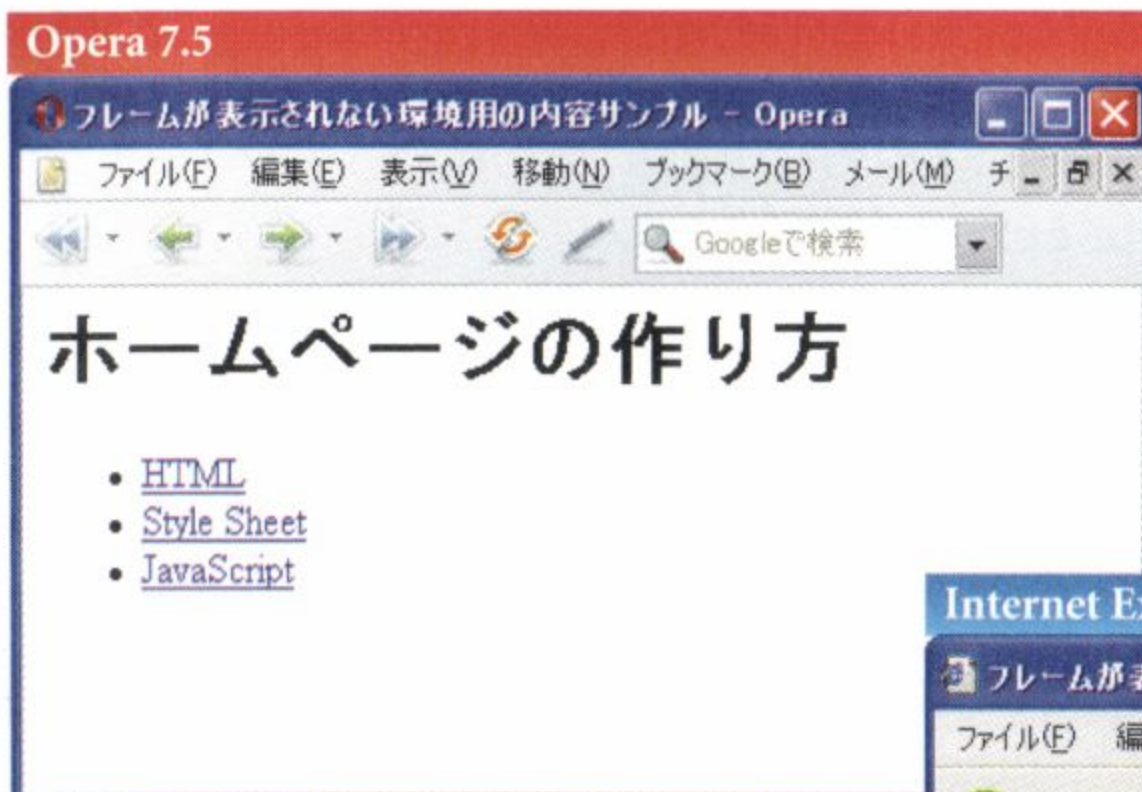 Opera 7.5
フレームが表示されない環境用の内容サンプル - Opera
ファイル(F) 編集(E) 表示(V) 移動(N) ブックマーク(B) メール(M) チ
Googleで検索
ホームページの作り方
• HTML
• Style Sheet
• JavaScript
Internet Ex
フレームが表
ファイル(F) 編